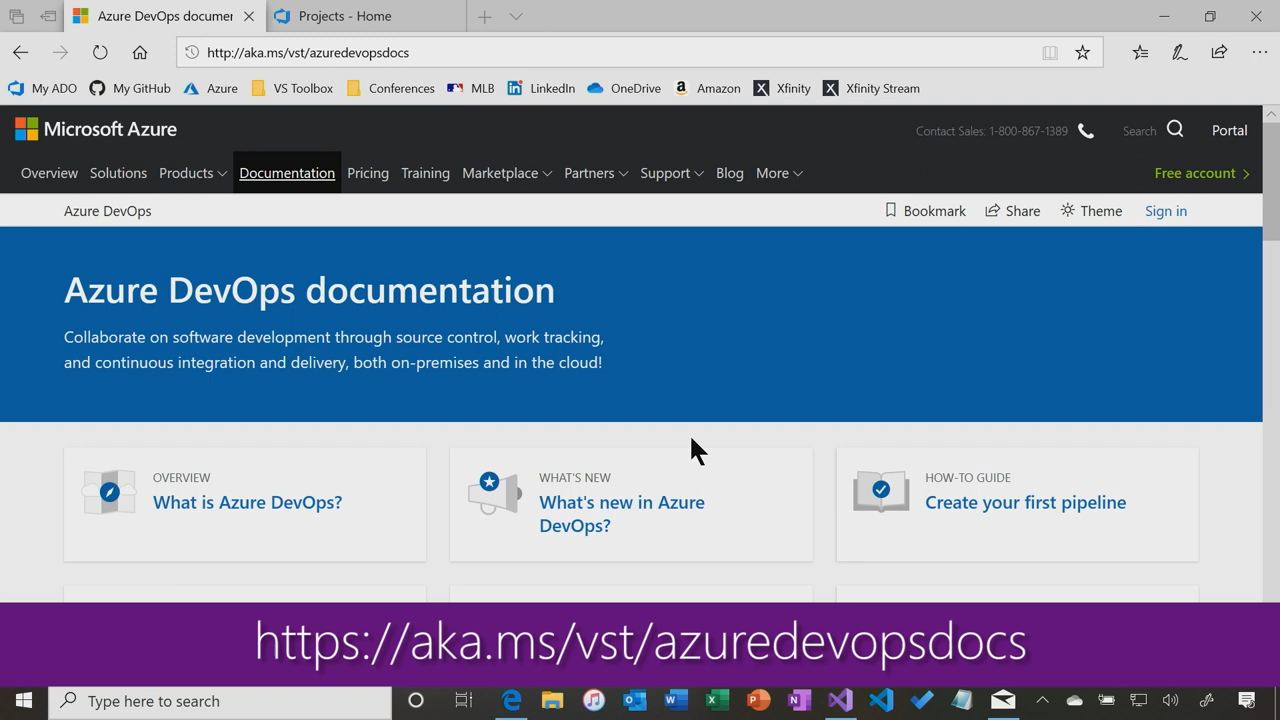 Azure DevOps documer
Projects - Home
http://aka.ms/vst/azuredevopsdocs
My ADO My GitHub Azure VS Toolbox Conferences MLB LinkedIn OneDrive Amazon Xfinity Xfinity Stream
Microsoft Azure
Contact Sales: 1-800-867-1389 Search Portal
Overview Solutions Products Documentation Pricing Training Marketplace Partners Support Blog More Free account
Azure DevOps
Bookmark Share Theme Sign in
Azure DevOps documentation
Collaborate on software development through source control, work tracking,
and continuous integration and delivery, both on-premises and in the cloud!
OVERVIEW
What is Azure DevOps?
WHAT'S NEW
What's new in Azure
DevOps?
HOW-TO GUIDE
Create your first pipeline
https://aka.ms/vst/azuredevopsdocs
Type here to search